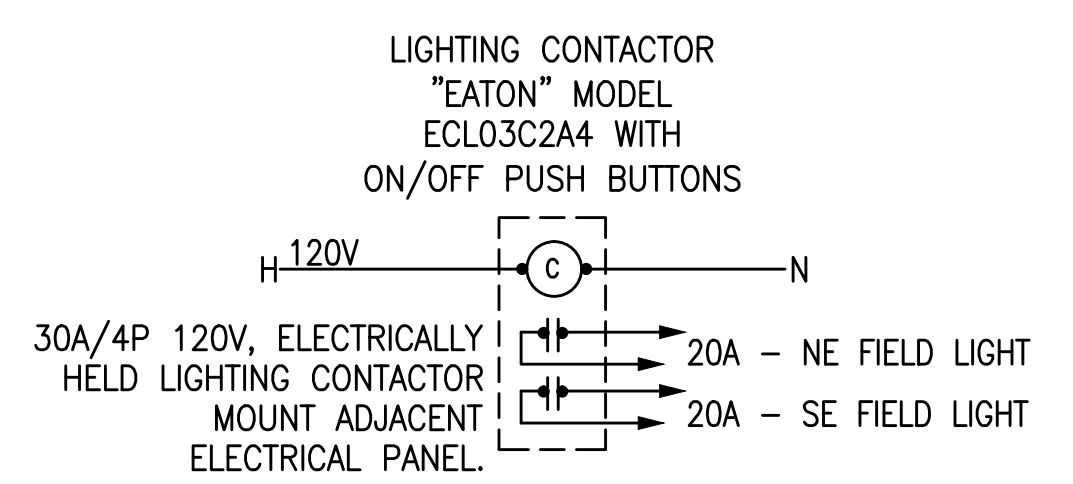 LIGHTING CONTACTOR
"EATON" MODEL
ECL03C2A4 WITH
ON/OFF PUSH BUTTONS
H 120V C N
30A/4P 120V, ELECTRICALLY
HELD LIGHTING CONTACTOR
MOUNT ADJACENT
ELECTRICAL PANEL.
20A - NE FIELD LIGHT
20A - SE FIELD LIGHT